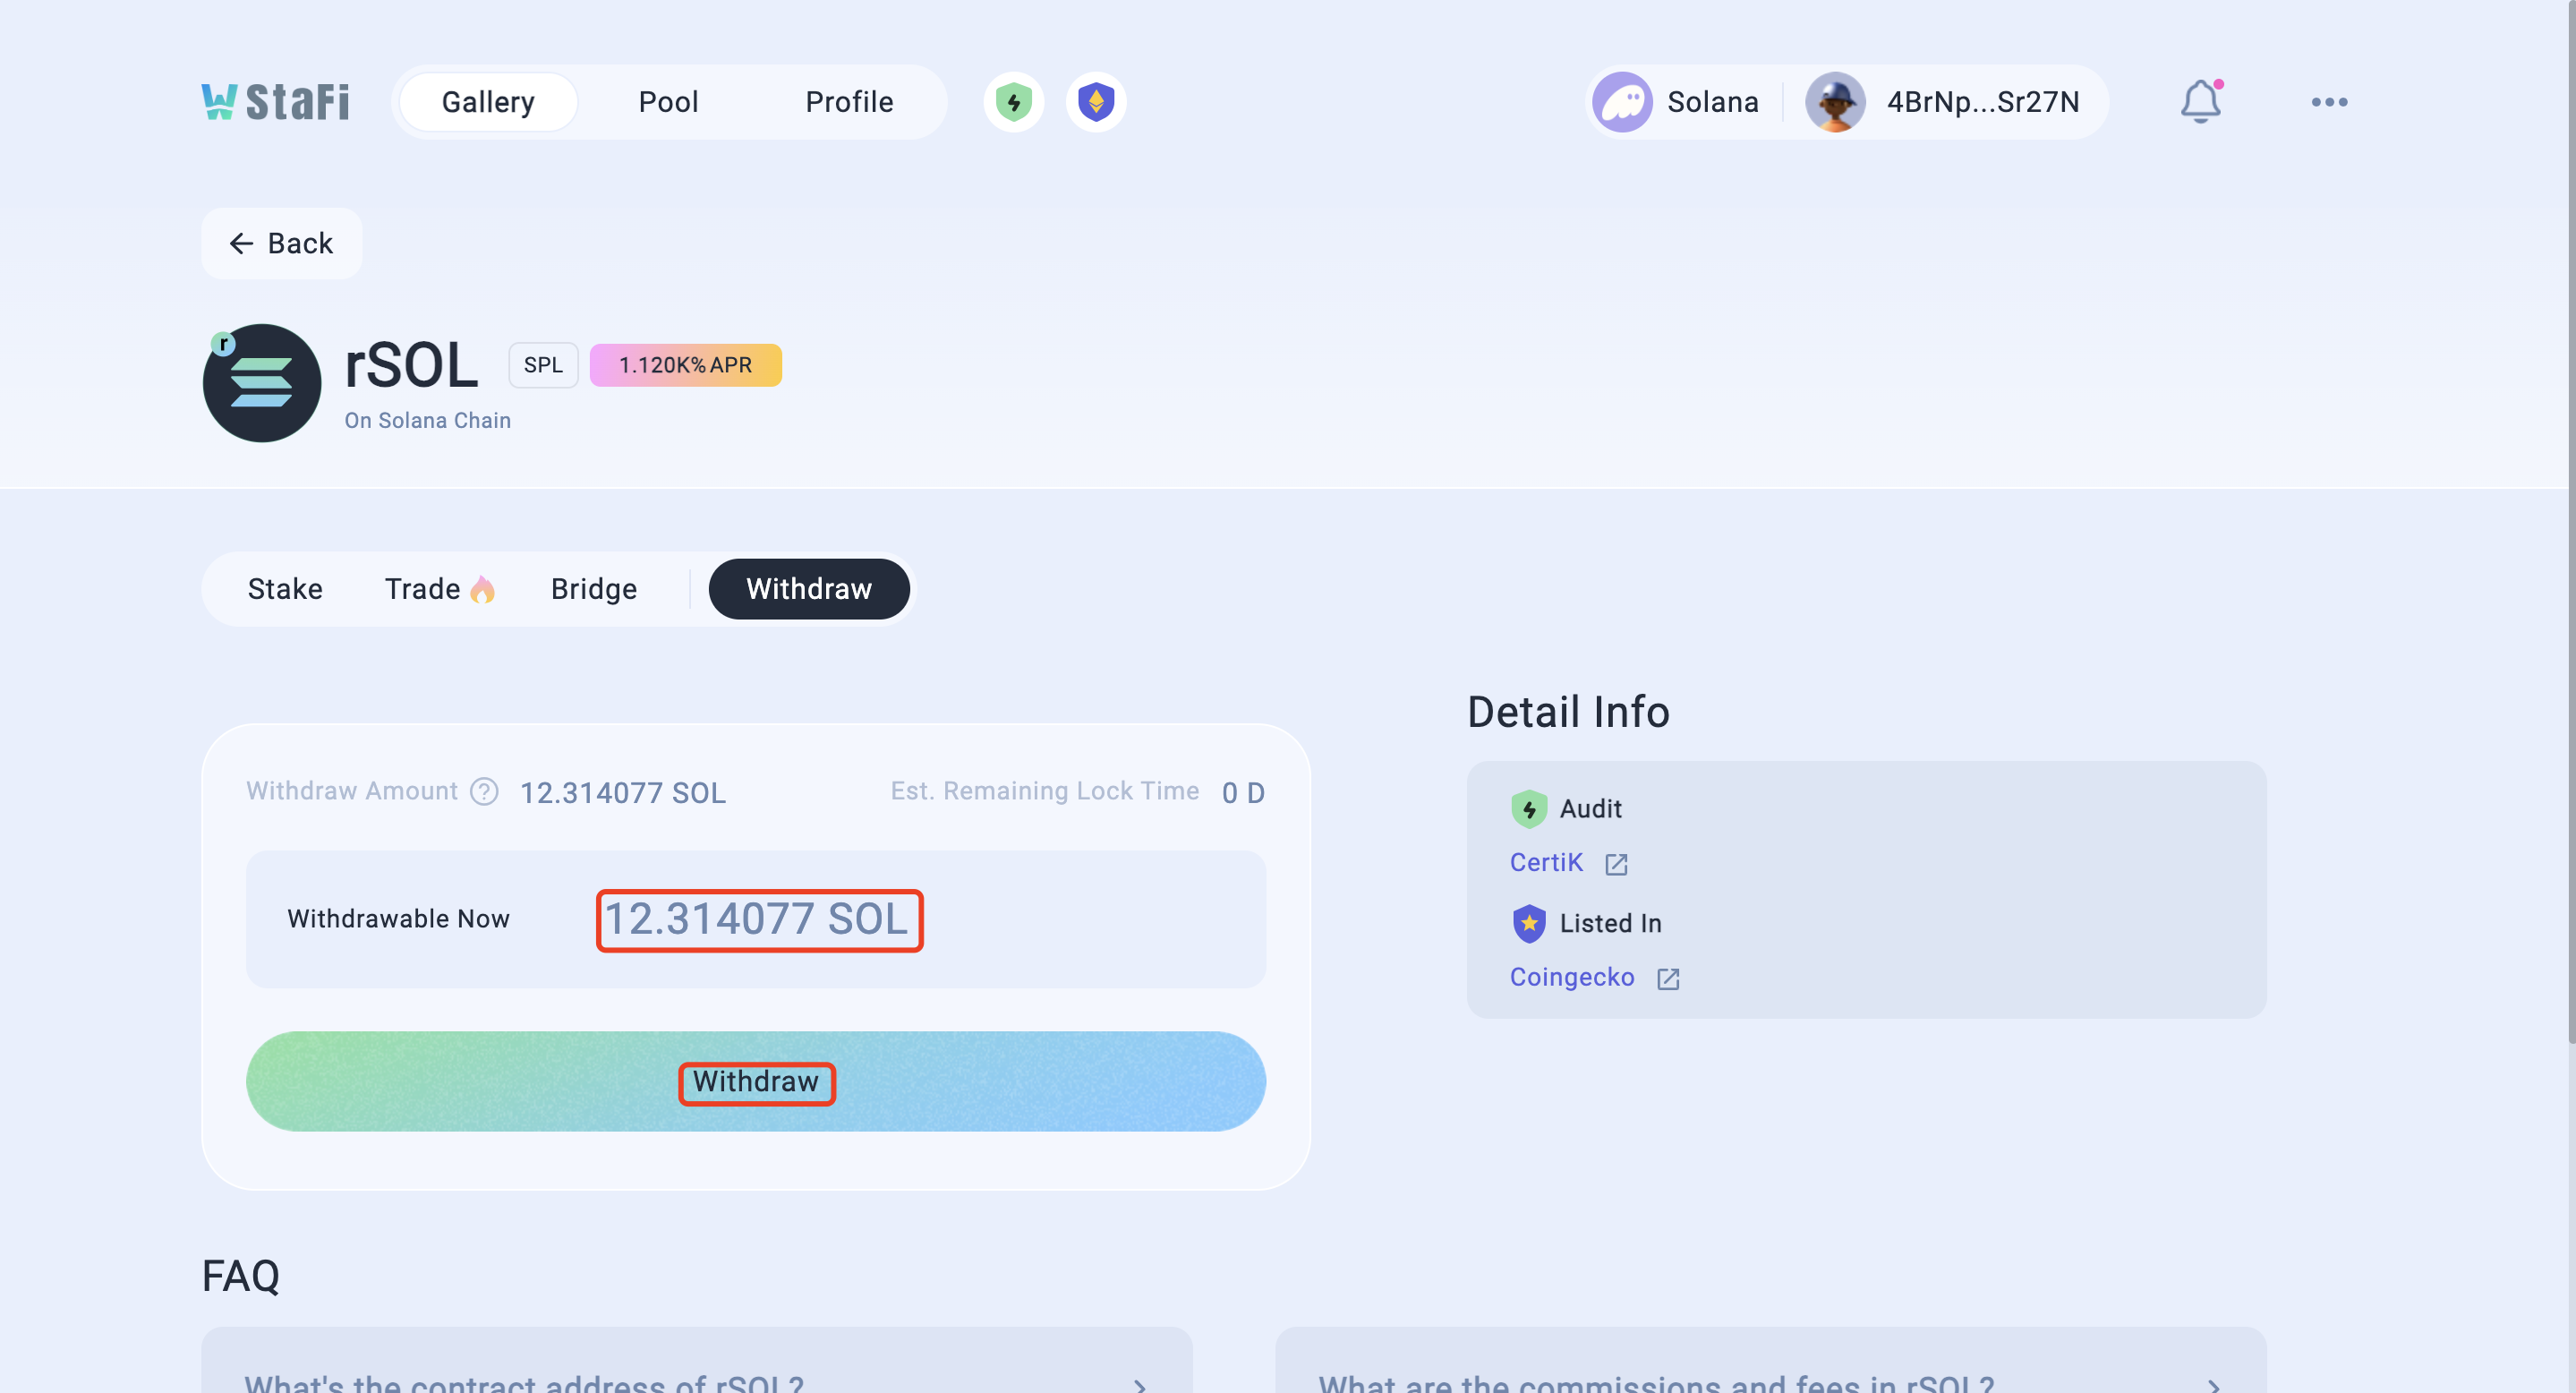 StaFi Gallery Pool Profile Solana 4BrNp...Sr27N
Back
r
rSOL SPL 1.120K% APR
On Solana Chain
Stake Trade Bridge Withdraw
Detail Info
Withdraw Amount ? 12.314077 SOL Est. Remaining Lock Time 0 D
Audit
CertiK
Withdrawable Now 12.314077 SOL
Listed In
Coingecko
Withdraw
FAQ
What's the contract address of rSOL? What are the commissions and fees in rSOL?